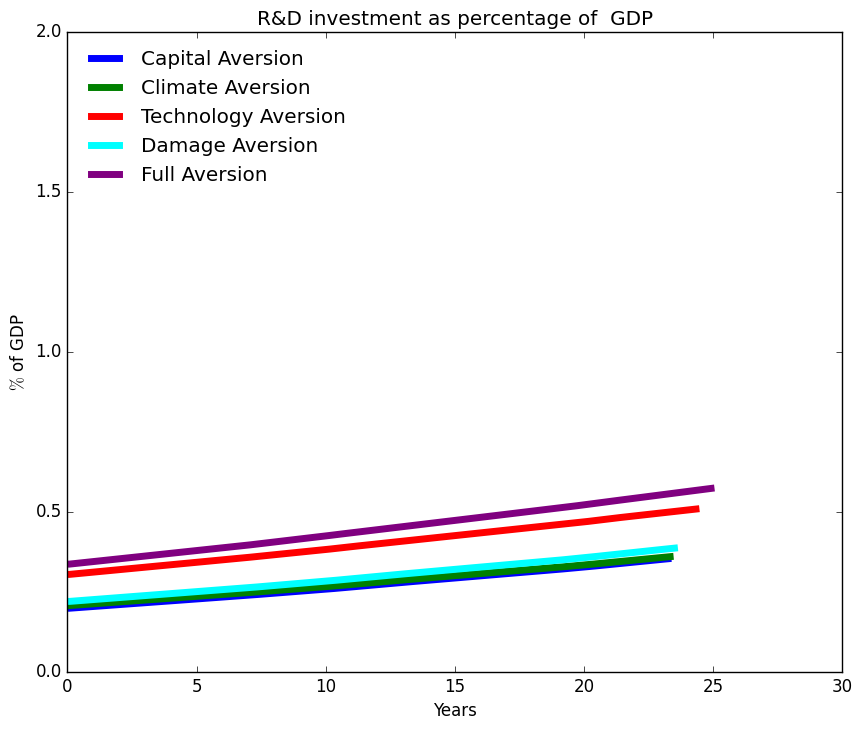 R&D investment as percentage of  GDP
2.0
1.5
1.0
0.5
0.0
% of GDP
Capital Aversion
Climate Aversion
Technology Aversion
Damage Aversion
Full Aversion
0 5 10 15 20 25 30
Years